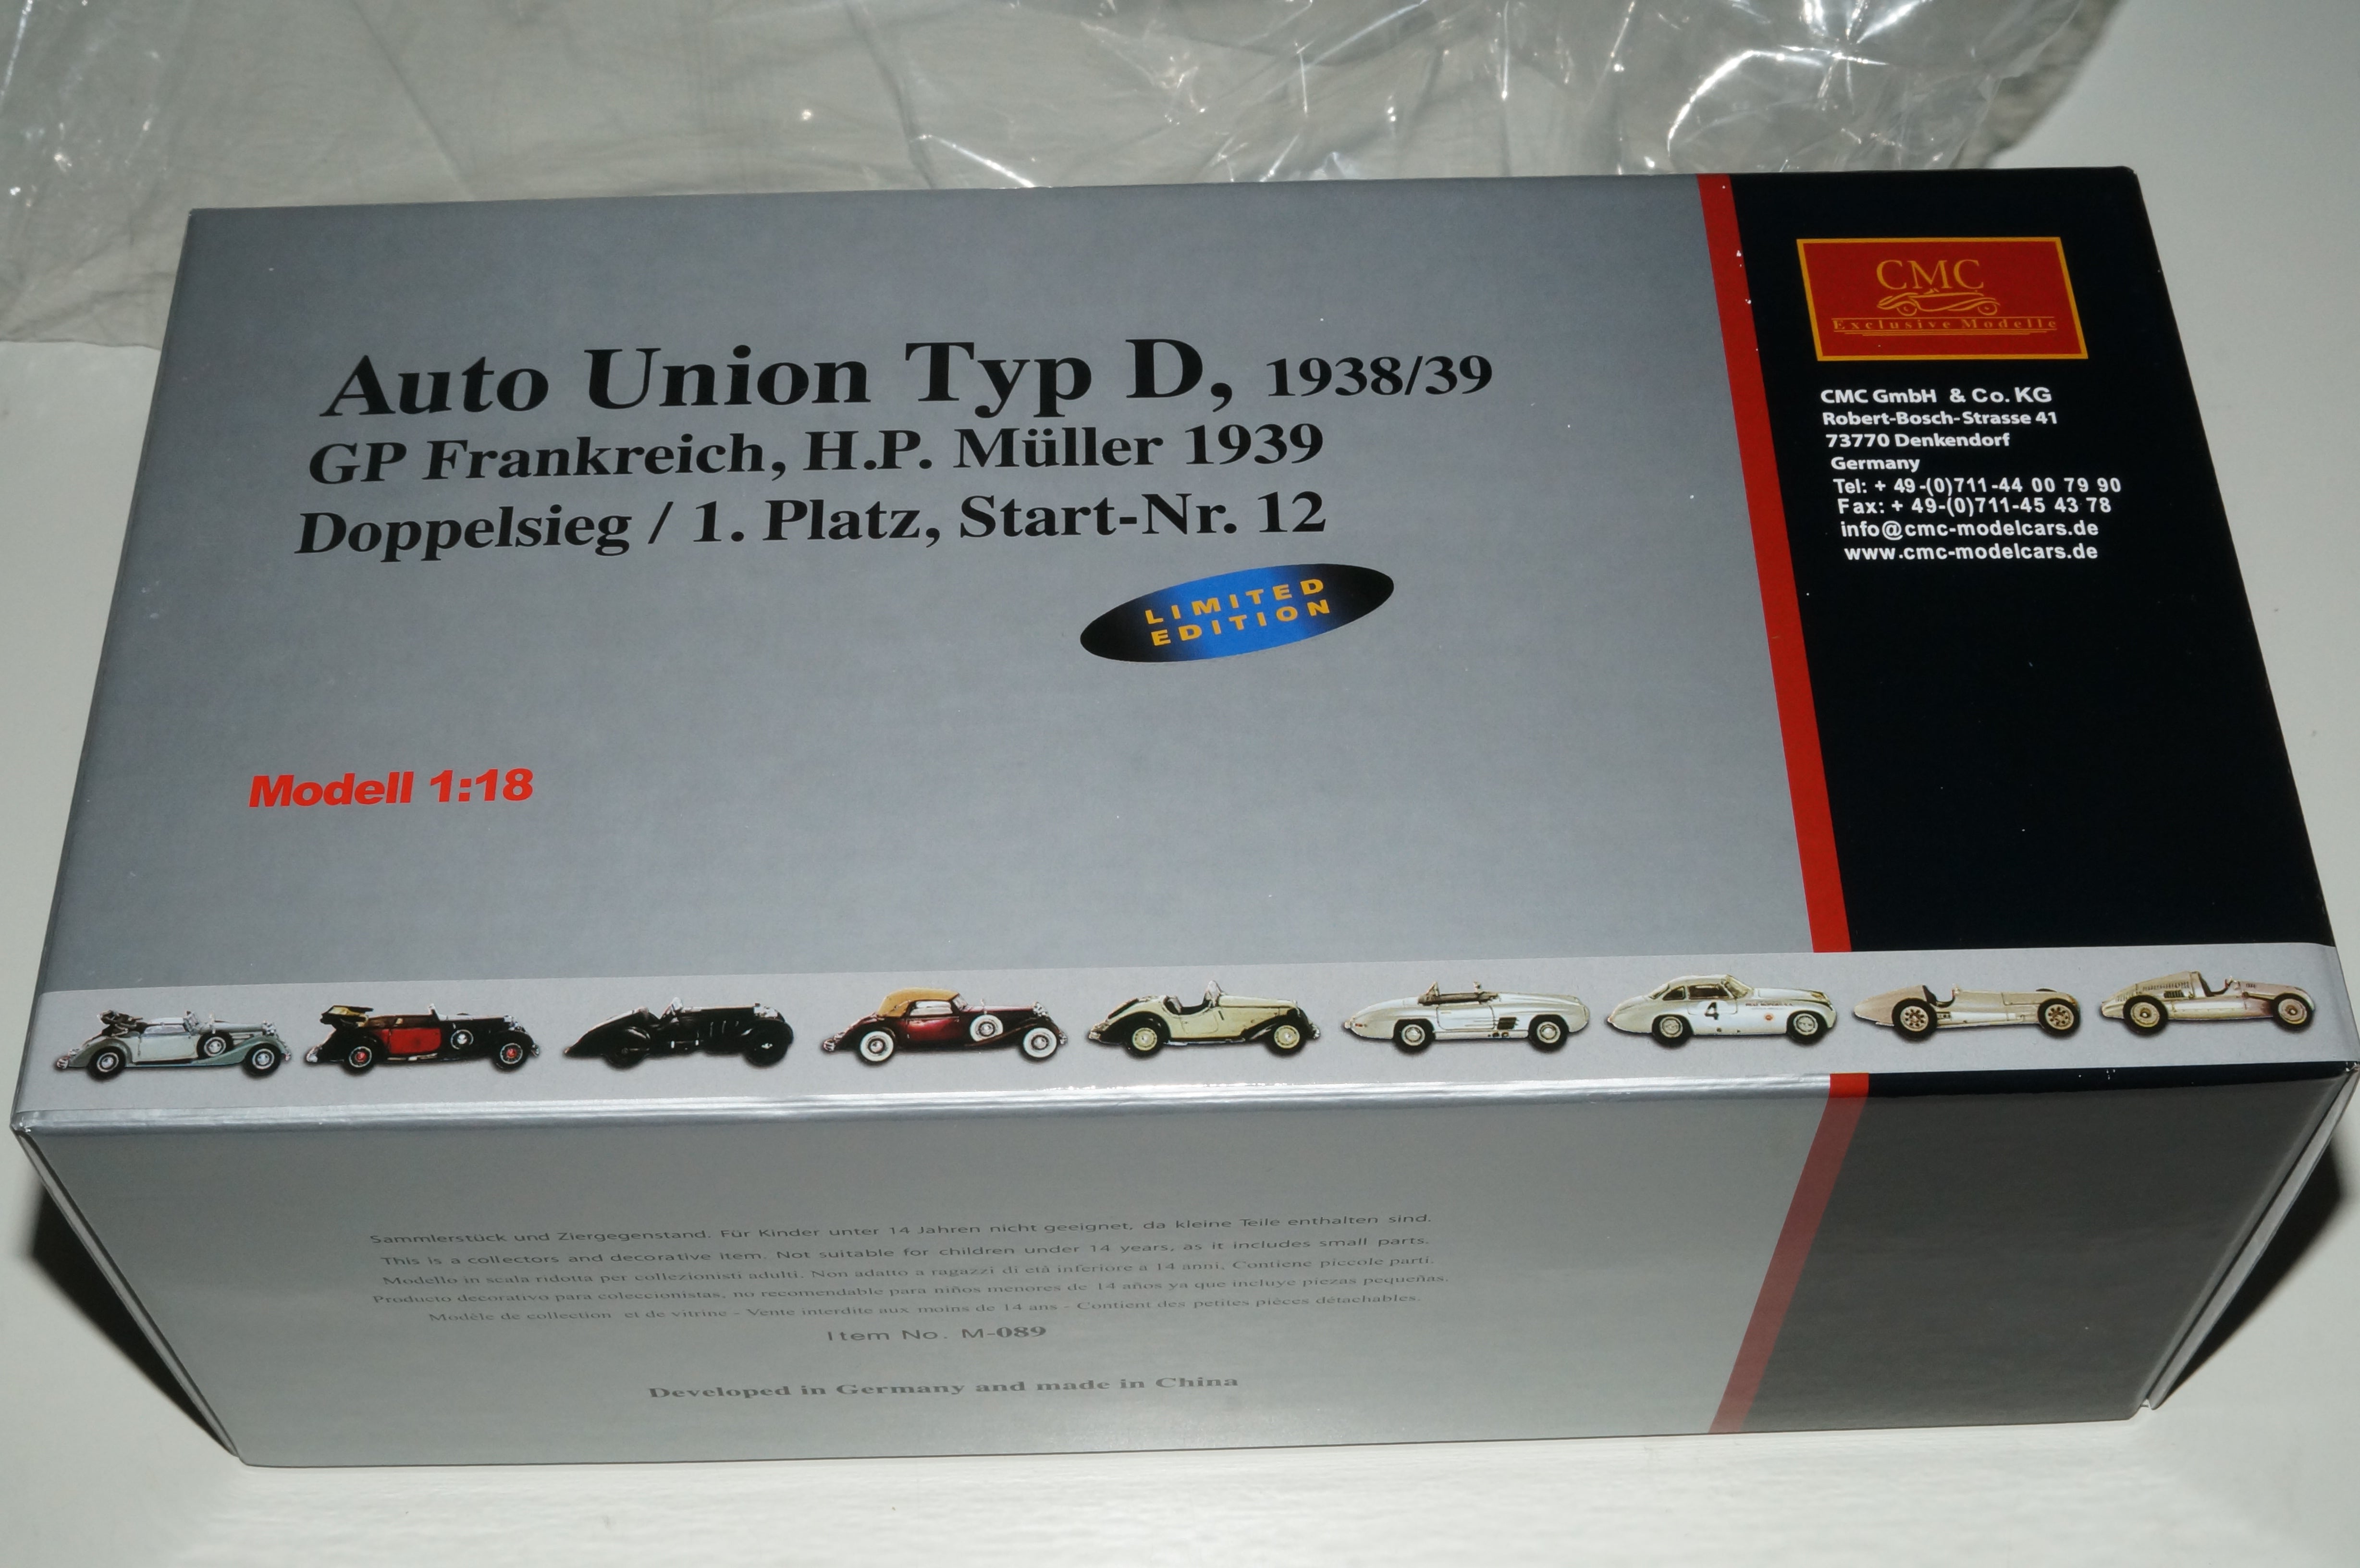 Auto Union Typ D, 1938/39
GP Frankreich, H.P. Müller 1939
Doppelsieg / 1. Platz, Start-Nr. 12
LIMITED
EDITION
Modell 1:18
CMC
Exclusive Modelle
CMC GmbH & Co. KG
Robert-Bosch-Strasse 41
73770 Denkendorf
Germany
Tel: + 49-(0)711-44 00 79 90
Fax: + 49-(0)711-45 43 78
info@cmc-modelcars.de
www.cmc-modelcars.de
4
Sammlerstück und Ziergegenstand. Für Kinder unter 14 Jahren nicht geeignet, da kleine Teile enthalten sind.
This is a collectors and decorative item. Not suitable for children under 14 years, as it includes small parts.
Modello in scala ridotta per collezionisti adulti. Non adatto a ragazzi di età inferiore a 14 anni. Contiene piccole parti.
Producto decorativo para coleccionistas, no recomendable para niños menores de 14 años ya que incluye piezas pequeñas.
Modèle de collection et de vitrine - Vente interdite aux moins de 14 ans - Contient des petites pièces détachables.
Item No. M-089
Developed in Germany and made in China